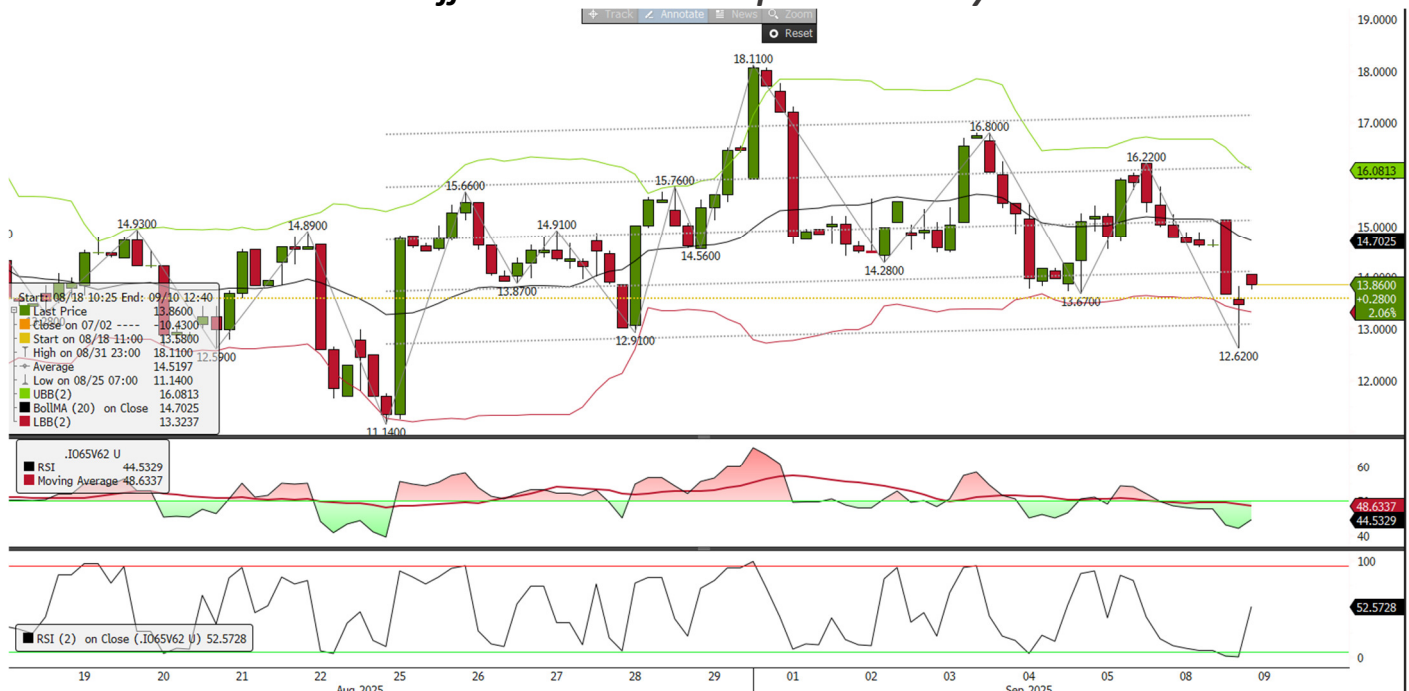 Track Annotate News Zoom
Reset
19.0000
18.1100
18.0000
17.0000
16.8000
16.2200
16.0813
15.7600
15.6600
15.0000
14.9300
14.8900
14.9100
14.7025
14.5600
14.2800
13.8600
+0.2800
2.06%
13.8700
13.6700
13.0000
12.9100
12.6200
12.5900
12.0000
11.1400
Start: 08/18 10:25 End: 09/10 12:40
Last Price 13.8600
Close on 07/02 ---- -10.4300
Start on 08/18 11:00 13.5800
High on 08/31 23:00 18.1100
Average 14.5197
Low on 08/25 07:00 11.1400
UBB(2) 16.0813
BollMA (20) on Close 14.7025
LBB(2) 13.3237
.IO65V62 U
RSI 44.5329
Moving Average 48.6337
60
48.6337
44.5329
40
100
52.5728
RSI (2) on Close (.IO65V62 U) 52.5728
0
19 20 21 22 25 26 27 28 29 01 02 03 04 05 08 09